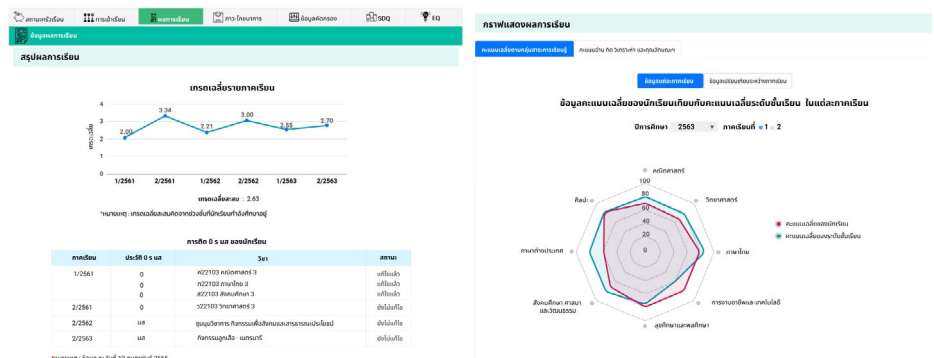 สถานะครัวเรือน การเข้าเรียน ผลการเรียน ภาวะโภชนาการ ข้อมูลคัดกรอง SDQ EQ
ข้อมูลผลการเรียน
สรุปผลการเรียน
เกรดเฉลี่ยรายภาคเรียน
เกรดเฉลี่ย
4
3
2
1
0
2.00 3.34 2.21 3.00 2.55 2.70
1/2561 2/2561 1/2562 2/2562 1/2563 2/2563
เกรดเฉลี่ยสะสม : 2.63
*หมายเหตุ : เกรดเฉลี่ยสะสมคิดจากช่วงชั้นที่นักเรียนกำลังศึกษาอยู่
การติด 0 ร มส ของนักเรียน
ภาคเรียน ประวัติ 0 ร มส วิชา สถานะ
1/2561 0 ค22103 คณิตศาสตร์ 3 แก้ไขแล้ว
0 ท22103 ภาษาไทย 3 แก้ไขแล้ว
0 ส22103 สังคมศึกษา 3 แก้ไขแล้ว
2/2561 0 ว22103 วิทยาศาสตร์ 3 ยังไม่แก้ไข
2/2562 มส ชุมนุมวิชาการ กิจกรรมเพื่อสังคมและสาธารณประโยชน์ ยังไม่แก้ไข
2/2563 มส กิจกรรมลูกเสือ - เนตรนารี ยังไม่แก้ไข
กราฟแสดงผลการเรียน
คะแนนเฉลี่ยตามกลุ่มสาระการเรียนรู้ คะแนนอ่าน คิด วิเคราะห์ฯ และคุณลักษณะฯ
ข้อมูลแต่ละภาคเรียน ข้อมูลเปรียบเทียบระหว่างภาคเรียน
ข้อมูลคะแนนเฉลี่ยของนักเรียนเทียบกับคะแนนเฉลี่ยระดับชั้นเรียน ในแต่ละภาคเรียน
ปีการศึกษา 2563 ภาคเรียนที่ 1 2
คณิตศาสตร์
100
80
60
40
20
0
ศิลปะ
วิทยาศาสตร์
ภาษาต่างประเทศ
ภาษาไทย
สังคมศึกษา ศาสนา
และวัฒนธรรม
การงานอาชีพและเทคโนโลยี
สุขศึกษาและพลศึกษา
คะแนนเฉลี่ยของนักเรียน
คะแนนเฉลี่ยของระดับชั้นเรียน